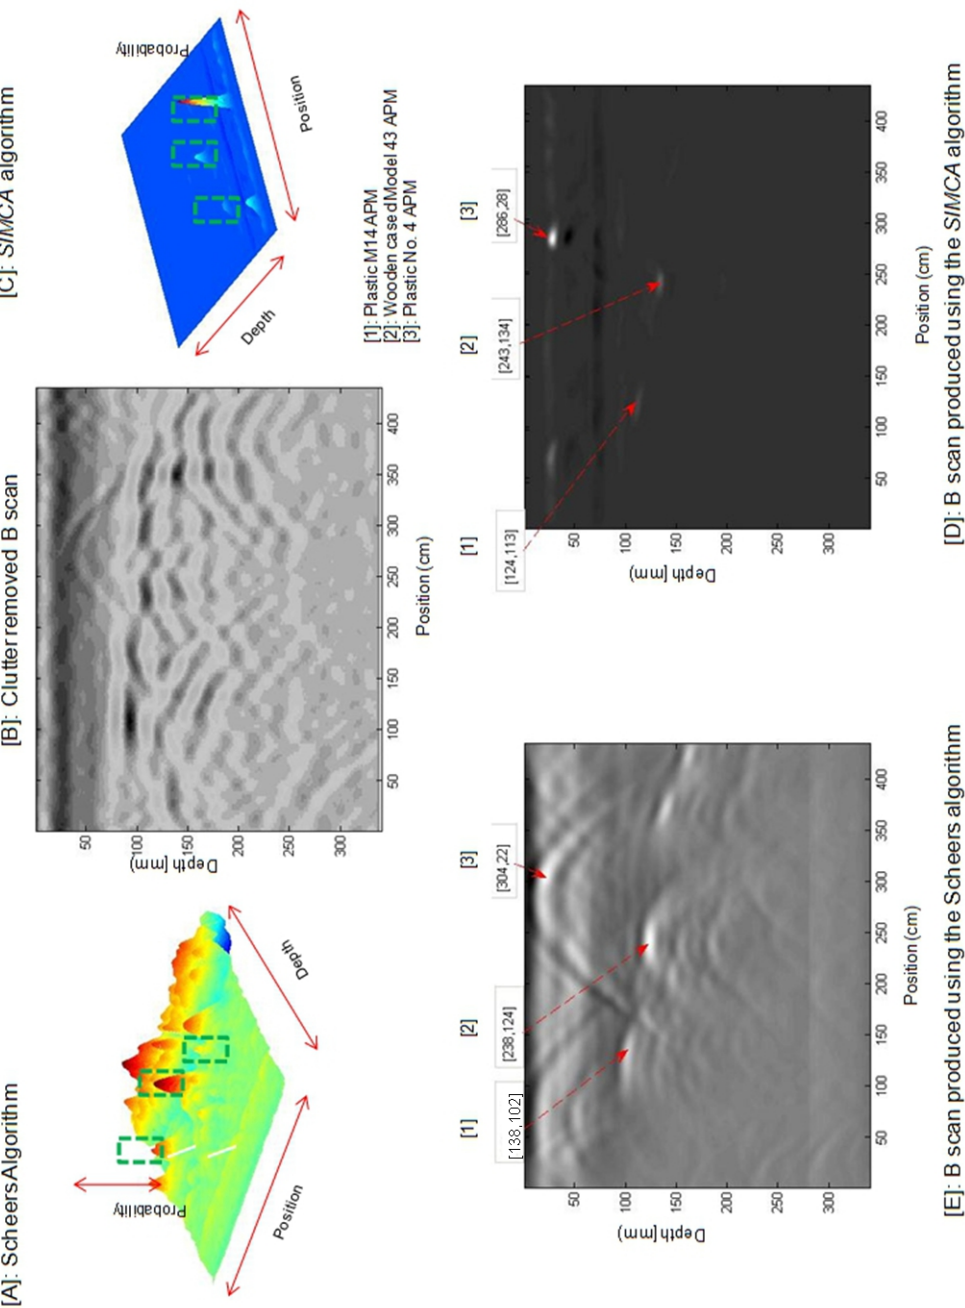 [A]: Scheers Algorithm
Probability
Position
Depth
[B]: Clutter removed B scan
Depth [mm)
50
100
150
200
250
300
50
100
150
200
250
300
350
400
Position (cm)
[C]: SIMCA algorithm
Probability
Depth
Position
[1]: Plastic M14 APM
[2]: Wooden cased Model 43 APM
[3]: Plastic No. 4 APM
[1]
[2]
[3]
[138,102]
[238,124]
[304,22]
Depth [mm)
50
100
150
200
250
300
50
100
150
200
250
300
350
400
Position (cm)
[E]: B scan produced using the Scheers algorithm
[1]
[2]
[3]
[124,113]
[243,134]
[286,28]
Depth [mm)
50
100
150
200
250
300
50
100
150
200
250
300
350
400
Position (cm)
[D]: B scan produced using the SIMCA algorithm